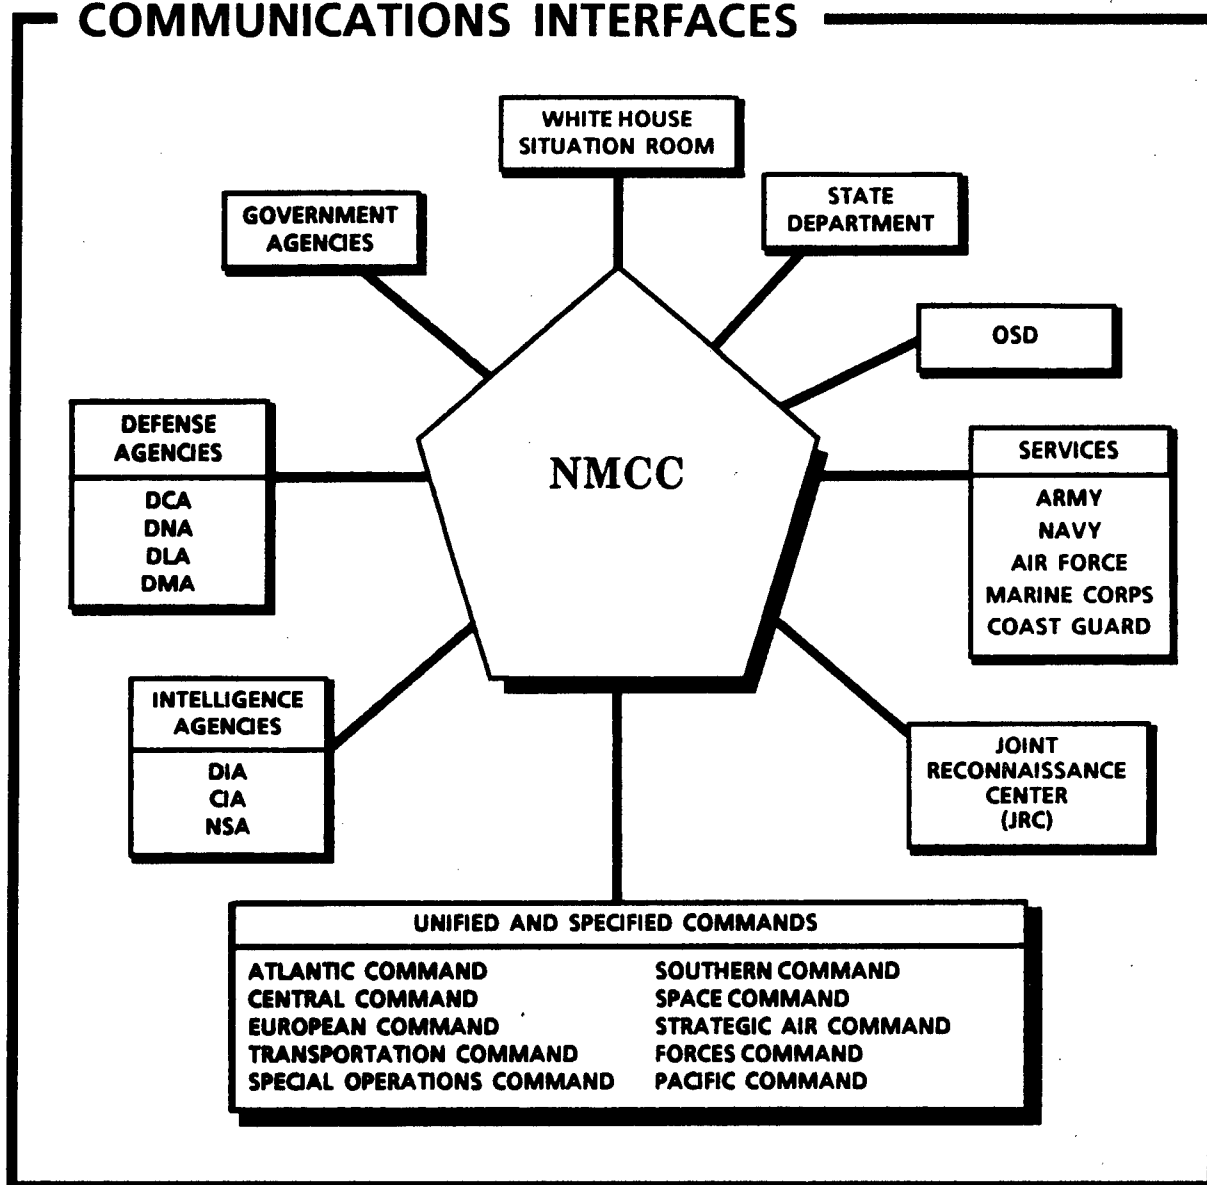 COMMUNICATIONS INTERFACES
WHITE HOUSE
SITUATION ROOM
STATE
DEPARTMENT
GOVERNMENT
AGENCIES
OSD
DEFENSE
AGENCIES
DCA
DNA
DLA
DMA
NMCC
SERVICES
ARMY
NAVY
AIR FORCE
MARINE CORPS
COAST GUARD
INTELLIGENCE
AGENCIES
DIA
CIA
NSA
JOINT
RECONNAISSANCE
CENTER
(JRC)
UNIFIED AND SPECIFIED COMMANDS
ATLANTIC COMMAND
CENTRAL COMMAND
EUROPEAN COMMAND
TRANSPORTATION COMMAND
SPECIAL OPERATIONS COMMAND
SOUTHERN COMMAND
SPACE COMMAND
STRATEGIC AIR COMMAND
FORCES COMMAND
PACIFIC COMMAND